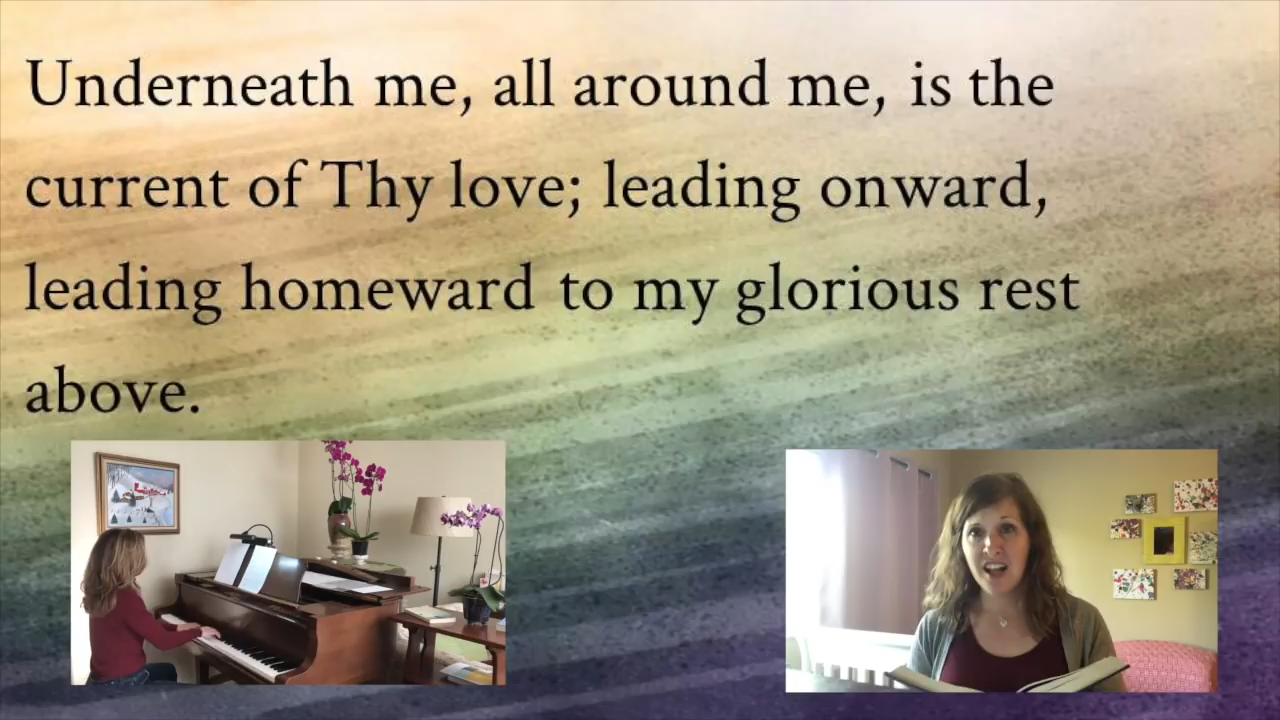 Underneath me, all around me, is the
current of Thy love; leading onward,
leading homeward to my glorious rest
above.